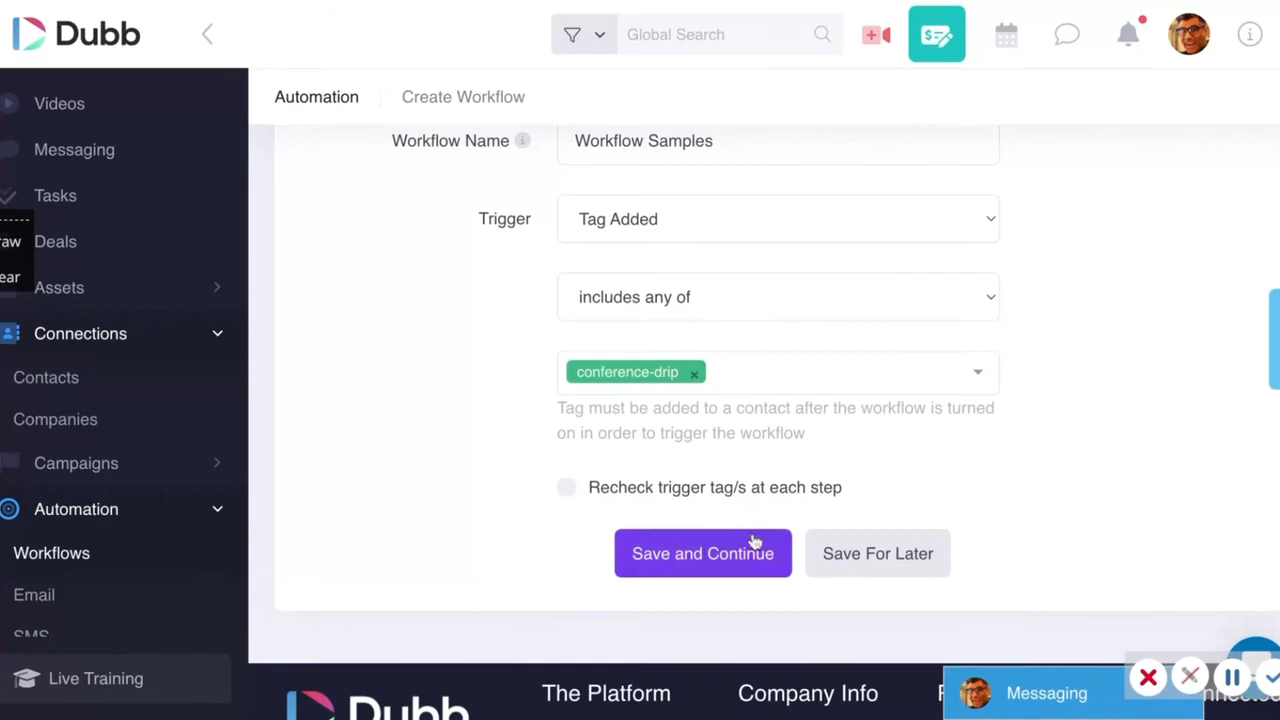 Dubb
Global Search
Videos
Messaging
Tasks
raw
Deals
ear
Assets
Connections
Contacts
Companies
Campaigns
Automation
Workflows
Email
SMS
Live Training
Automation
Create Workflow
Workflow Name
Workflow Samples
Trigger
Tag Added
includes any of
conference-drip ×
Tag must be added to a contact after the workflow is turned
on in order to trigger the workflow
Recheck trigger tag/s at each step
Save and Continue
Save For Later
Dubb
The Platform
Company Info
Messaging